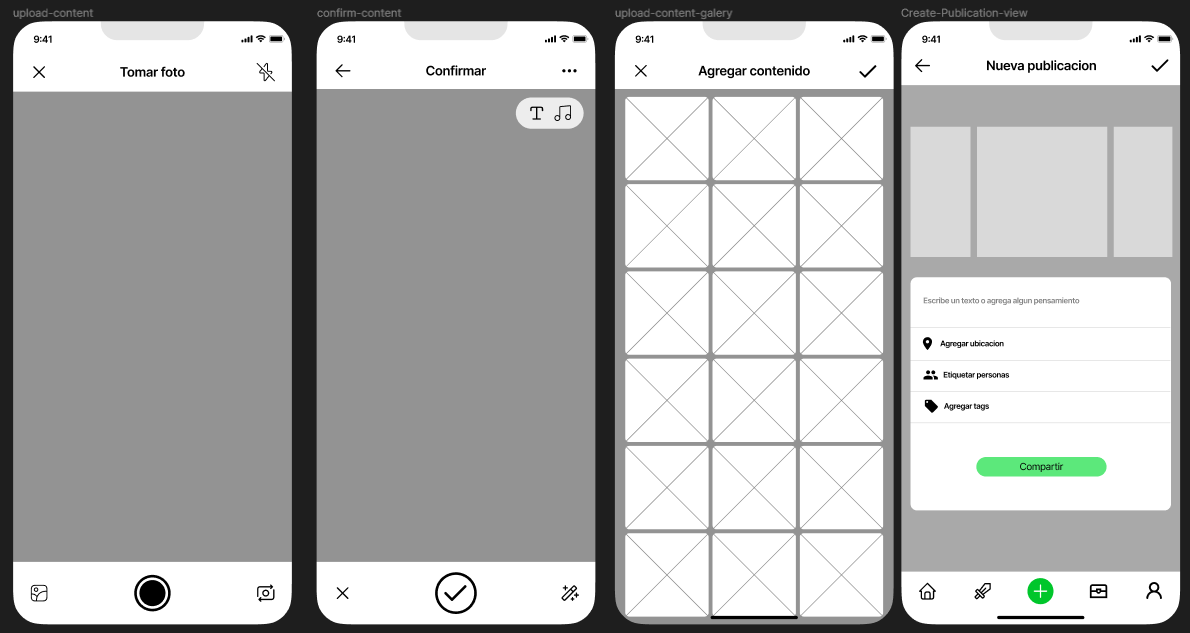 upload-content
9:41
Tomar foto
confirm-content
9:41
Confirmar
T
upload-content-galery
9:41
Agregar contenido
Create-Publication-view
9:41
Nueva publicacion
Escribe un texto o agrega algun pensamiento
Agregar ubicacion
Etiquetar personas
Agregar tags
Compartir